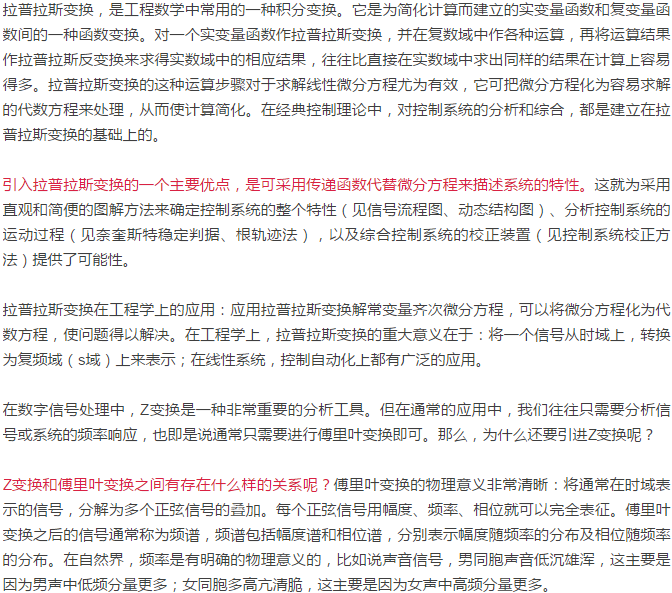 拉普拉斯变换，是工程数学中常用的一种积分变换。它是为简化计算而建立的实变量函数和复变量函
数间的一种函数变换。对一个实变量函数作拉普拉斯变换，并在复数域中作各种运算，再将运算结果
作拉普拉斯反变换来求得实数域中的相应结果，往往比直接在实数域中求出同样的结果在计算上容易
得多。拉普拉斯变换的这种运算步骤对于求解线性微分方程尤为有效，它可把微分方程化为容易求解
的代数方程来处理，从而使计算简化。在经典控制理论中，对控制系统的分析和综合，都是建立在拉
普拉斯变换的基础上的。
引入拉普拉斯变换的一个主要优点，是可采用传递函数代替微分方程来描述系统的特性。这就为采用
直观和简便的图解方法来确定控制系统的整个特性（见信号流程图、动态结构图）、分析控制系统的
运动过程（见奈奎斯特稳定判据、根轨迹法），以及综合控制系统的校正装置（见控制系统校正方
法）提供了可能性。
拉普拉斯变换在工程学上的应用：应用拉普拉斯变换解常变量齐次微分方程，可以将微分方程化为代
数方程，使问题得以解决。在工程学上，拉普拉斯变换的重大意义在于：将一个信号从时域上，转换
为复频域（s域）上来表示；在线性系统，控制自动化上都有广泛的应用。
在数字信号处理中，Z变换是一种非常重要的分析工具。但在通常的应用中，我们往往只需要分析信
号或系统的频率响应，也即是说通常只需要进行傅里叶变换即可。那么，为什么还要引进Z变换呢？
Z变换和傅里叶变换之间有存在什么样的关系呢？傅里叶变换的物理意义非常清晰：将通常在时域表
示的信号，分解为多个正弦信号的叠加。每个正弦信号用幅度、频率、相位就可以完全表征。傅里叶
变换之后的信号通常称为频谱，频谱包括幅度谱和相位谱，分别表示幅度随频率的分布及相位随频率
的分布。在自然界，频率是有明确的物理意义的，比如说声音信号，男同胞声音低沉雄浑，这主要是
因为男声中低频分量更多；女同胞多高亢清脆，这主要是因为女声中高频分量更多。